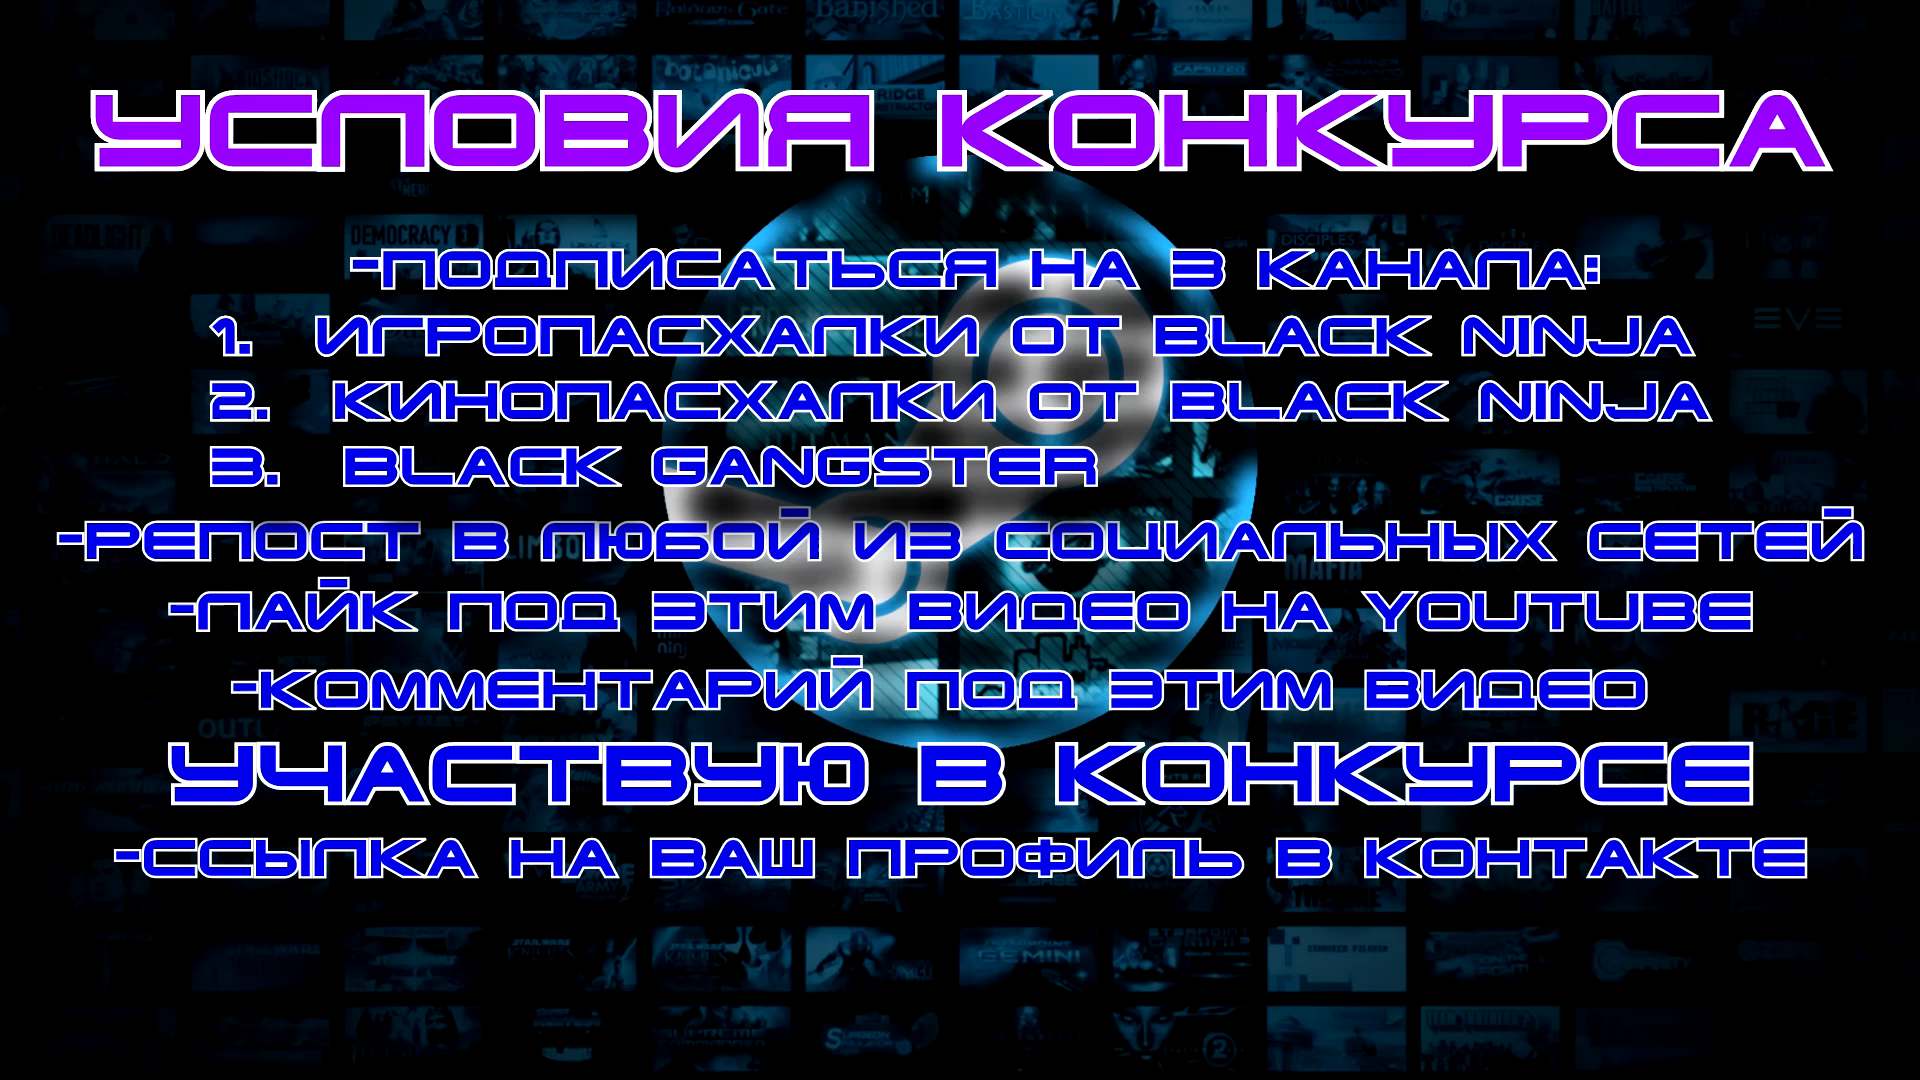 УСЛОВИЯ КОНКУРСА
-ПОДПИСАТЬСЯ НА 3 КАНАЛА:
1. ИГРОПАСХАЛКИ ОТ BLACK NINJA
2. КИНОПАСХАЛКИ ОТ BLACK NINJA
3. BLACK GANGSTER
-РЕПОСТ В ЛЮБОЙ ИЗ СОЦИАЛЬНЫХ СЕТЕЙ
-ЛАЙК ПОД ЭТИМ ВИДЕО НА YOUTUBE
-КОММЕНТАРИЙ ПОД ЭТИМ ВИДЕО
УЧАСТВУЮ В КОНКУРСЕ
-ССЫЛКА НА ВАШ ПРОФИЛЬ В КОНТАКТЕ